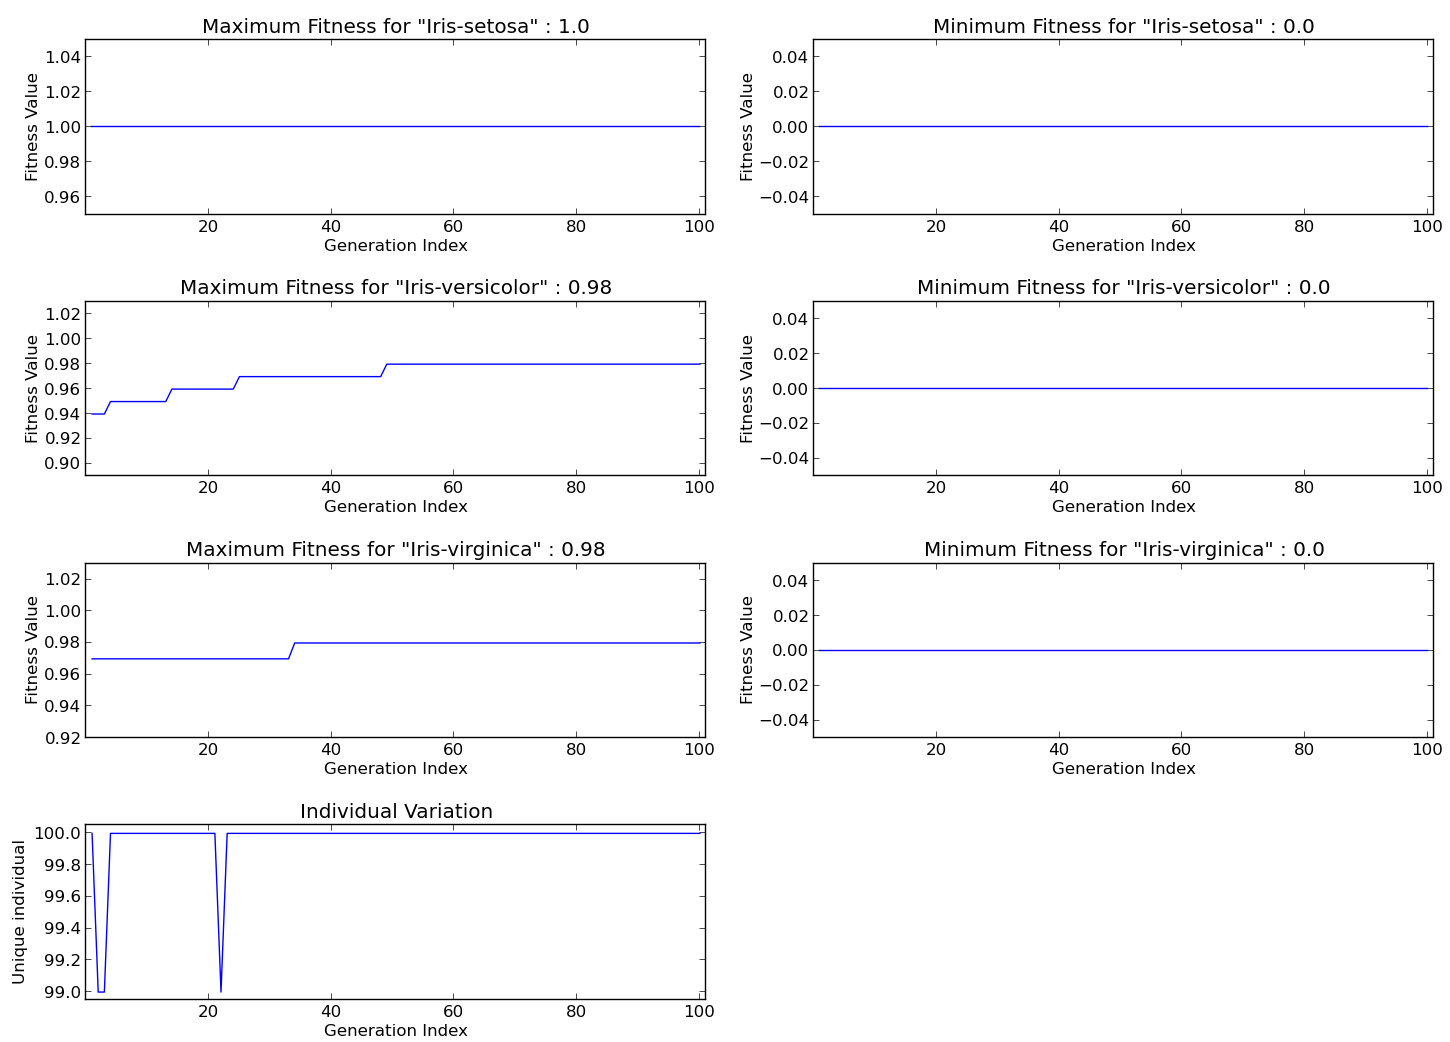 Maximum Fitness for "Iris-setosa" : 1.0
Fitness Value
1.04
1.02
1.00
0.98
0.96
20 40 60 80 100
Generation Index
Minimum Fitness for "Iris-setosa" : 0.0
Fitness Value
0.04
0.02
0.00
−0.02
−0.04
20 40 60 80 100
Generation Index
Maximum Fitness for "Iris-versicolor" : 0.98
Fitness Value
1.02
1.00
0.98
0.96
0.94
0.92
0.90
20 40 60 80 100
Generation Index
Minimum Fitness for "Iris-versicolor" : 0.0
Fitness Value
0.04
0.02
0.00
−0.02
−0.04
20 40 60 80 100
Generation Index
Maximum Fitness for "Iris-virginica" : 0.98
Fitness Value
1.02
1.00
0.98
0.96
0.94
0.92
20 40 60 80 100
Generation Index
Minimum Fitness for "Iris-virginica" : 0.0
Fitness Value
0.04
0.02
0.00
−0.02
−0.04
20 40 60 80 100
Generation Index
Individual Variation
Unique individual
100.0
99.8
99.6
99.4
99.2
99.0
20 40 60 80 100
Generation Index